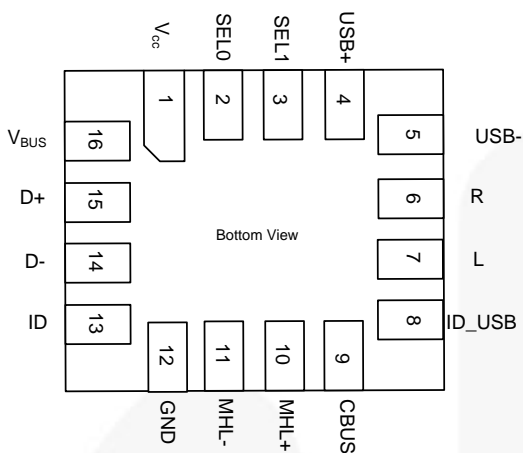 Vcc SEL0 SEL1 USB+
1 2 3 4
VBUS 16 5 USB-
D+ 15 6 R
Bottom View
D- 14 7 L
ID 13 8 ID_USB
12 11 10 9
GND MHL- MHL+ CBUS